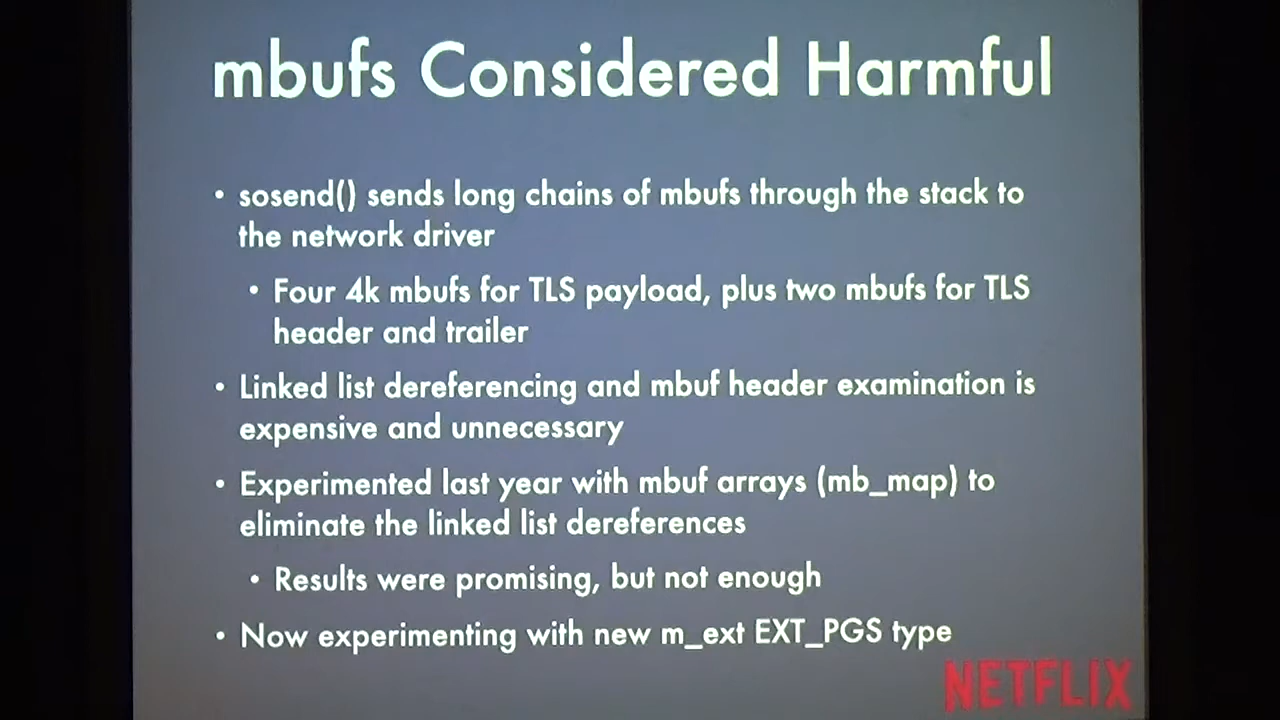 mbufs Considered Harmful
• sosend() sends long chains of mbufs through the stack to
the network driver
• Four 4k mbufs for TLS payload, plus two mbufs for TLS
header and trailer
• Linked list dereferencing and mbuf header examination is
expensive and unnecessary
• Experimented last year with mbuf arrays (mb_map) to
eliminate the linked list dereferences
• Results were promising, but not enough
• Now experimenting with new m_ext EXT_PGS type
NETFLIX